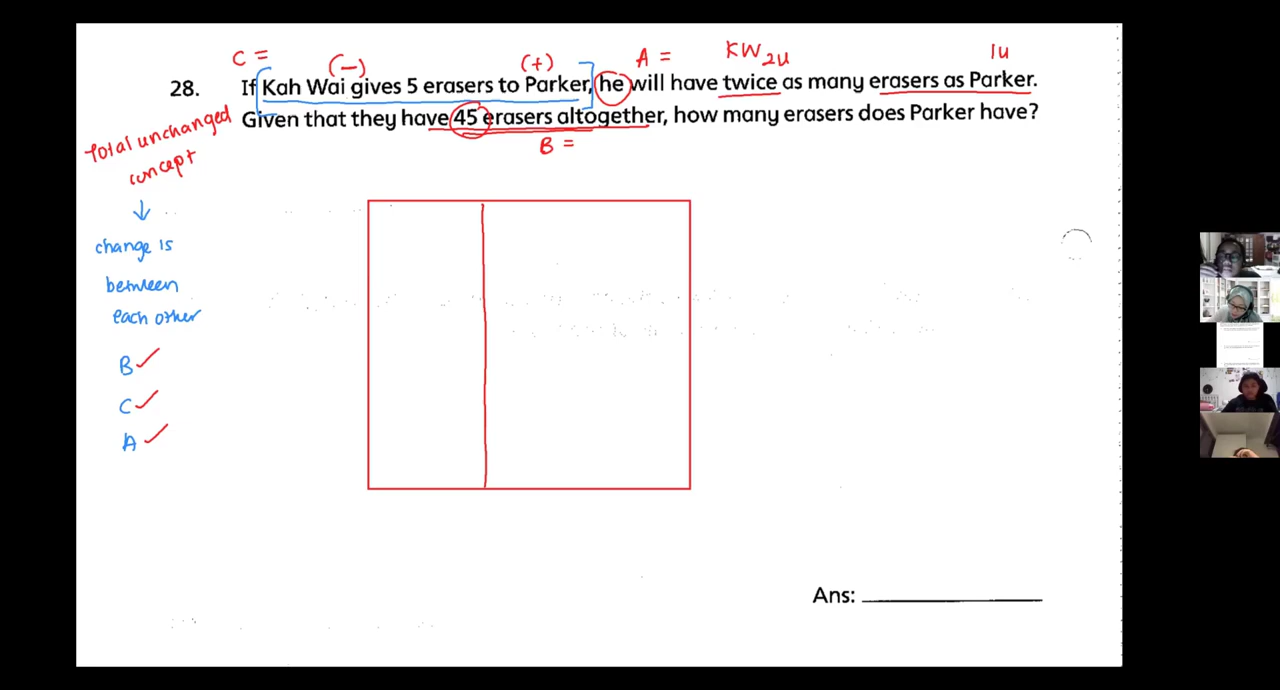 C = (-) (+) A = KW 2u 1u
28. If Kah Wai gives 5 erasers to Parker, he will have twice as many erasers as Parker.
Given that they have 45 erasers altogether, how many erasers does Parker have?
B =
Total unchanged
concept
↓
change is
between
each other
B ✓
C ✓
A ✓
Ans: ____________